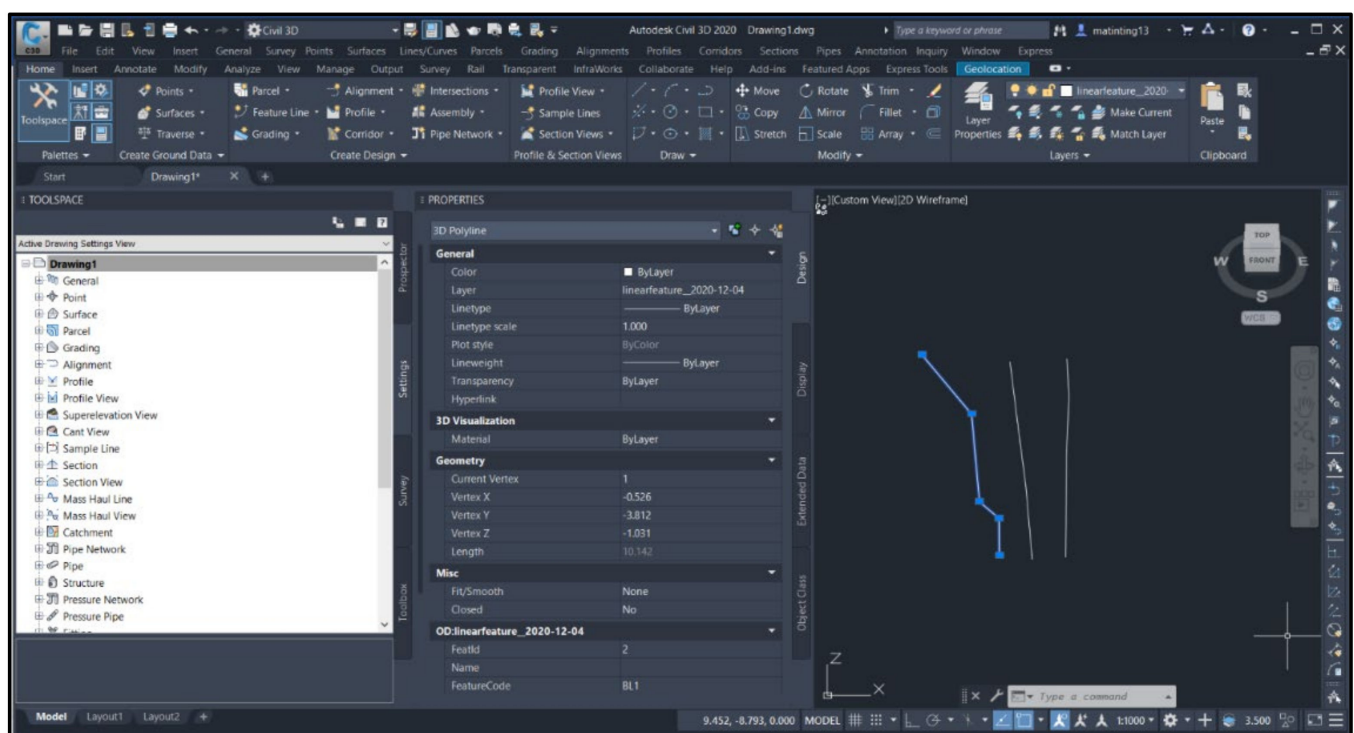 Civil 3D Autodesk Civil 3D 2020 Drawing1.dwg Type a keyword or phrase matinting13
C3D File Edit View Insert General Survey Points Surfaces Lines/Curves Parcels Grading Alignments Profiles Corridors Sections Pipes Annotation Inquiry Window Express
Home Insert Annotate Modify Analyze View Manage Output Survey Rail Transparent InfraWorks Collaborate Help Add-ins Featured Apps Express Tools Geolocation
Points Parcel Alignment Intersections Profile View Move Rotate Trim linearfeature__2020-
Toolspace Surfaces Feature Line Profile Assembly Sample Lines Copy Mirror Fillet Layer Properties Make Current Paste
Traverse Grading Corridor Pipe Network Section Views Stretch Scale Array Match Layer
Palettes Create Ground Data Create Design Profile & Section Views Draw Modify Layers Clipboard
Start Drawing1* +
TOOLSPACE
Active Drawing Settings View
Drawing1
General
Point
Surface
Parcel
Grading
Alignment
Profile
Profile View
Superelevation View
Cant View
Sample Line
Section
Section View
Mass Haul Line
Mass Haul View
Catchment
Pipe Network
Pipe
Structure
Pressure Network
Pressure Pipe
Prospector
Settings
Survey
Toolbox
PROPERTIES
3D Polyline
General
Color ByLayer
Layer linearfeature__2020-12-04
Linetype ByLayer
Linetype scale 1.000
Plot style ByColor
Lineweight ByLayer
Transparency ByLayer
Hyperlink
3D Visualization
Material ByLayer
Geometry
Current Vertex 1
Vertex X -0.526
Vertex Y -3.812
Vertex Z -1.031
Length 10.142
Misc
Fit/Smooth None
Closed No
OD:linearfeature__2020-12-04
FeatId 2
Name
FeatureCode BL1
Design
Display
Extended Data
Object Class
[-][Custom View][2D Wireframe]
TOP
W FRONT E
S
WCS
Z
X
Type a command
Model Layout1 Layout2 + 9.452, -8.793, 0.000 MODEL 1:1000 3.500